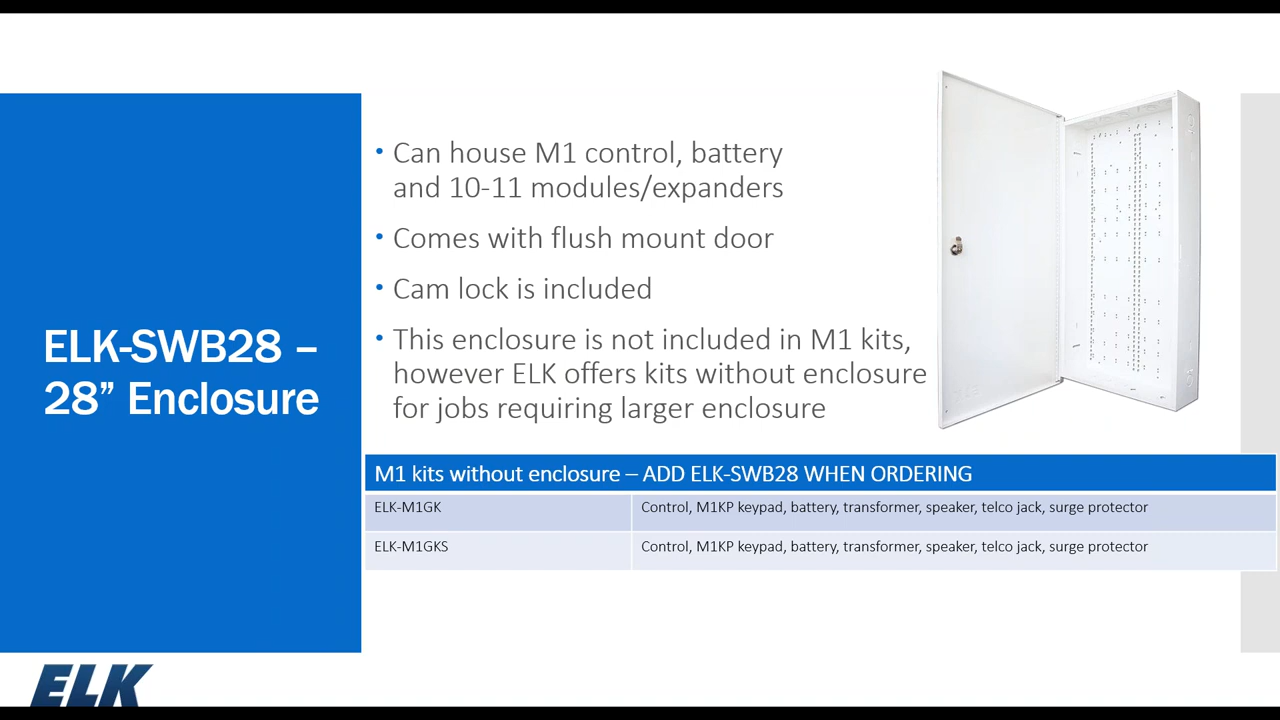 ELK-SWB28 –
28” Enclosure
• Can house M1 control, battery
and 10-11 modules/expanders
• Comes with flush mount door
• Cam lock is included
• This enclosure is not included in M1 kits,
however ELK offers kits without enclosure
for jobs requiring larger enclosure
M1 kits without enclosure – ADD ELK-SWB28 WHEN ORDERING
ELK-M1GK Control, M1KP keypad, battery, transformer, speaker, telco jack, surge protector
ELK-M1GKS Control, M1KP keypad, battery, transformer, speaker, telco jack, surge protector
ELK